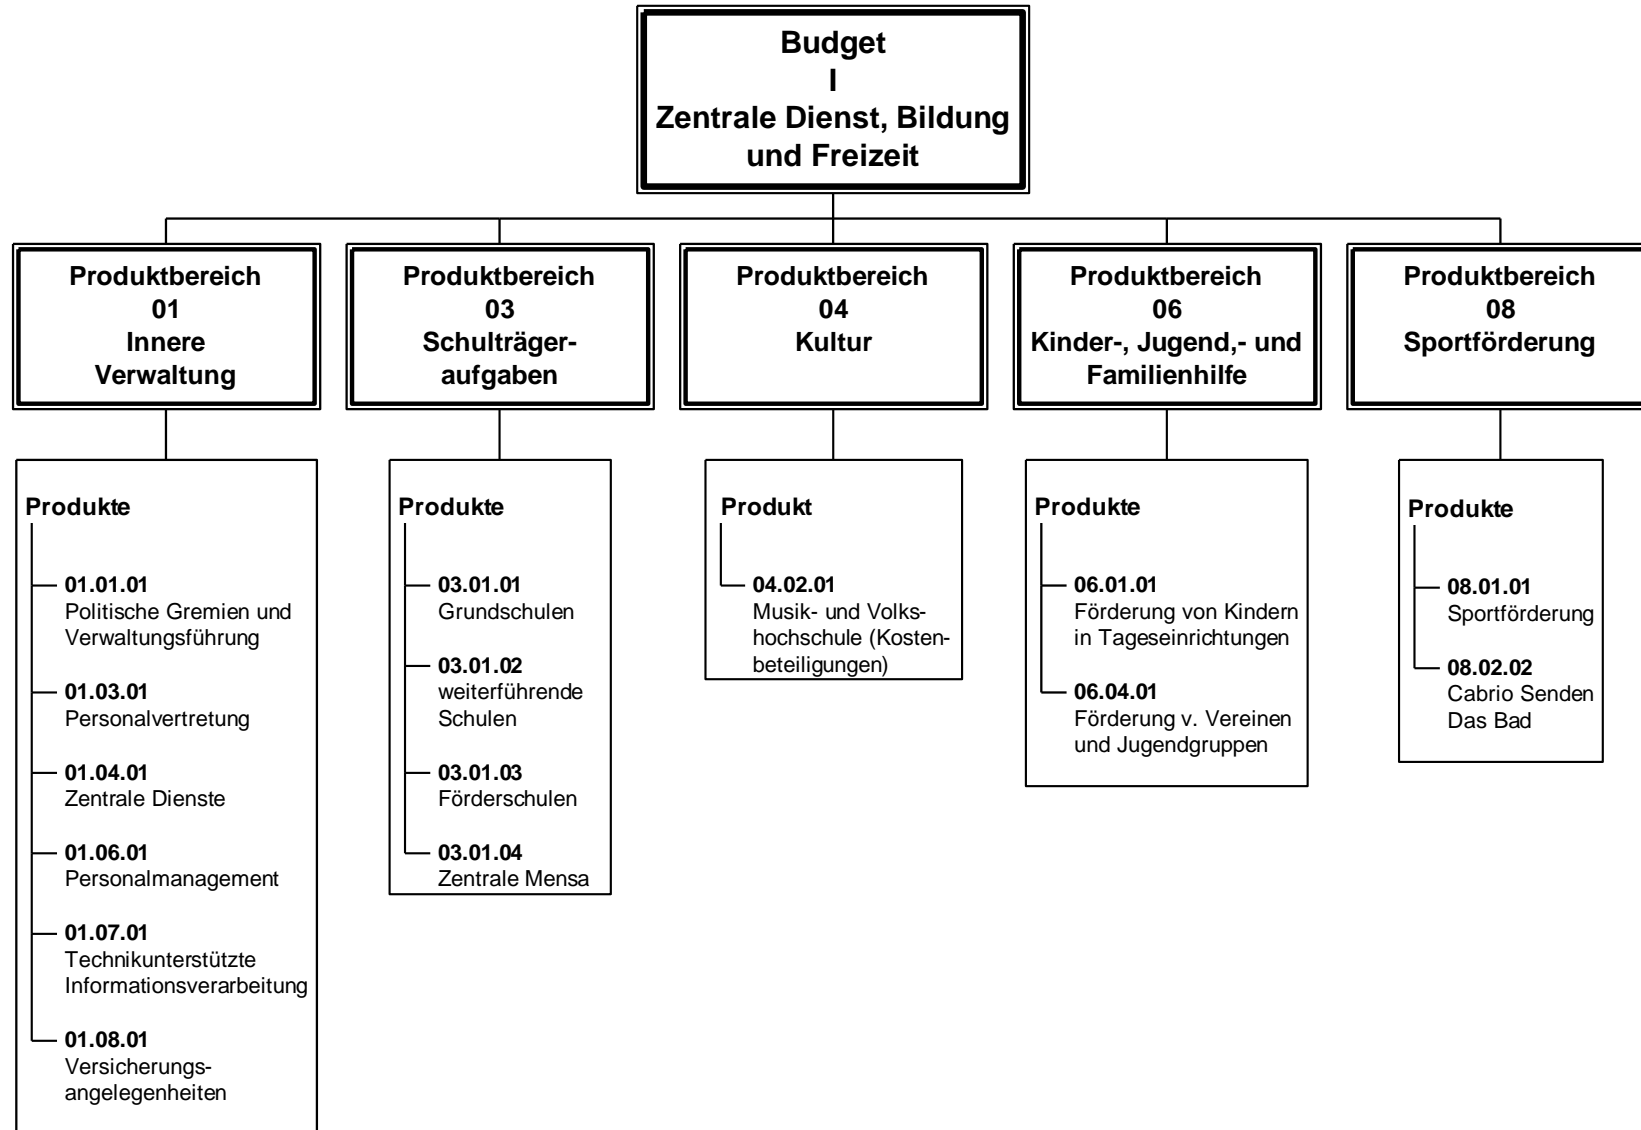 Budget
I
Zentrale Dienst, Bildung
und Freizeit
Produktbereich
01
Innere
Verwaltung
Produktbereich
03
Schulträger-
aufgaben
Produktbereich
04
Kultur
Produktbereich
06
Kinder-, Jugend,- und
Familienhilfe
Produktbereich
08
Sportförderung
Produkte
01.01.01
Politische Gremien und
Verwaltungsführung
01.03.01
Personalvertretung
01.04.01
Zentrale Dienste
01.06.01
Personalmanagement
01.07.01
Technikunterstützte
Informationsverarbeitung
01.08.01
Versicherungs-
angelegenheiten
Produkte
03.01.01
Grundschulen
03.01.02
weiterführende
Schulen
03.01.03
Förderschulen
03.01.04
Zentrale Mensa
Produkt
04.02.01
Musik- und Volks-
hochschule (Kosten-
beteiligungen)
Produkte
06.01.01
Förderung von Kindern
in Tageseinrichtungen
06.04.01
Förderung v. Vereinen
und Jugendgruppen
Produkte
08.01.01
Sportförderung
08.02.02
Cabrio Senden
Das Bad